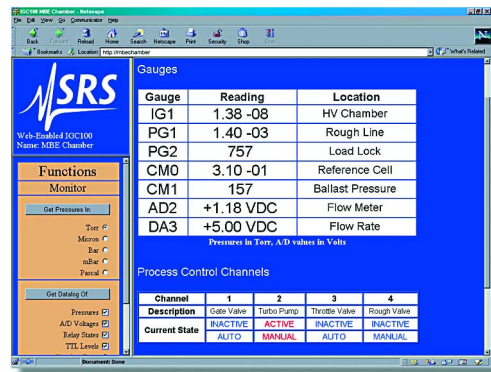 IGC100 MBE Chamber - Netscape
File Edit View Go Communicator Help
Back Forward Reload Home Search Netscape Print Security Shop Stop
Bookmarks Location: http://mbechamber What's Related
SRS
Web-Enabled IGC100
Name: MBE Chamber
Functions
Monitor
Get Pressures In:
Torr
Micron
Bar
mBar
Pascal
Get Datalog Of
Pressures
A/D Voltages
Relay States
TTL Levels
Gauges
Gauge Reading Location
IG1 1.38 -08 HV Chamber
PG1 1.40 -03 Rough Line
PG2 757 Load Lock
CM0 3.10 -01 Reference Cell
CM1 157 Ballast Pressure
AD2 +1.18 VDC Flow Meter
DA3 +5.00 VDC Flow Rate
Pressures in Torr, A/D values in Volts
Process Control Channels
Channel 1 2 3 4
Description Gate Valve Turbo Pump Throttle Valve Rough Valve
Current State INACTIVE ACTIVE INACTIVE INACTIVE
AUTO MANUAL AUTO MANUAL
Document: Done